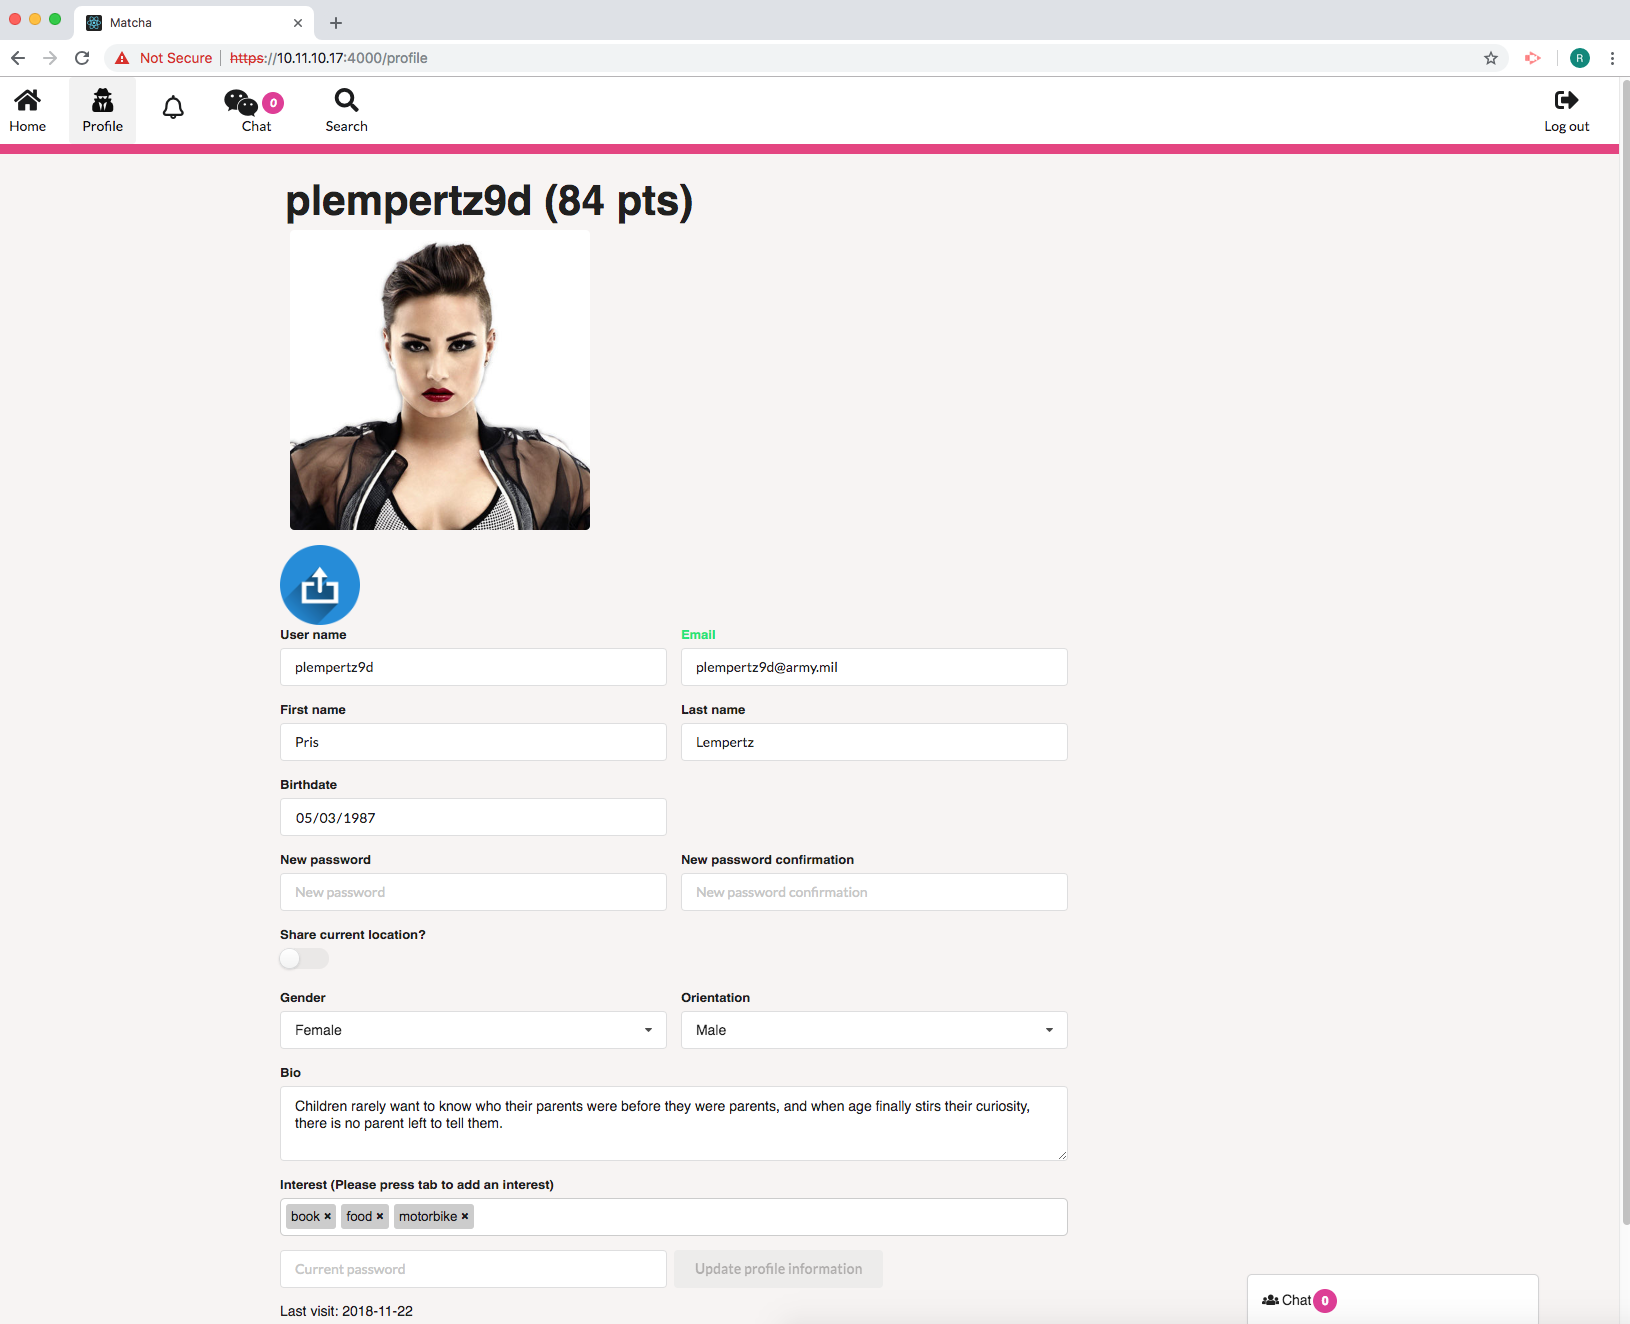 Matcha
Not Secure https://10.11.10.17:4000/profile
R
Home
Profile
0
Chat
Search
Log out
plempertz9d (84 pts)
User name
Email
plempertz9d
plempertz9d@army.mil
First name
Last name
Pris
Lempertz
Birthdate
05/03/1987
New password
New password confirmation
New password
New password confirmation
Share current location?
Gender
Orientation
Female
Male
Bio
Children rarely want to know who their parents were before they were parents, and when age finally stirs their curiosity,
there is no parent left to tell them.
Interest (Please press tab to add an interest)
book × food × motorbike ×
Current password
Update profile information
Last visit: 2018-11-22
Chat 0